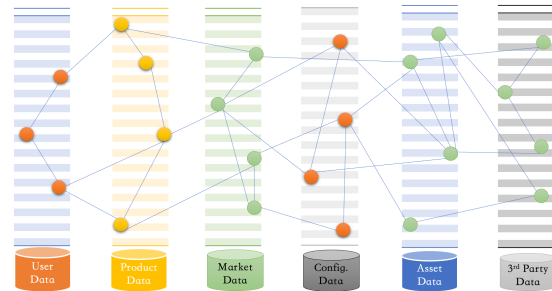 User
Data
Product
Data
Market
Data
Config.
Data
Asset
Data
3rd Party
Data